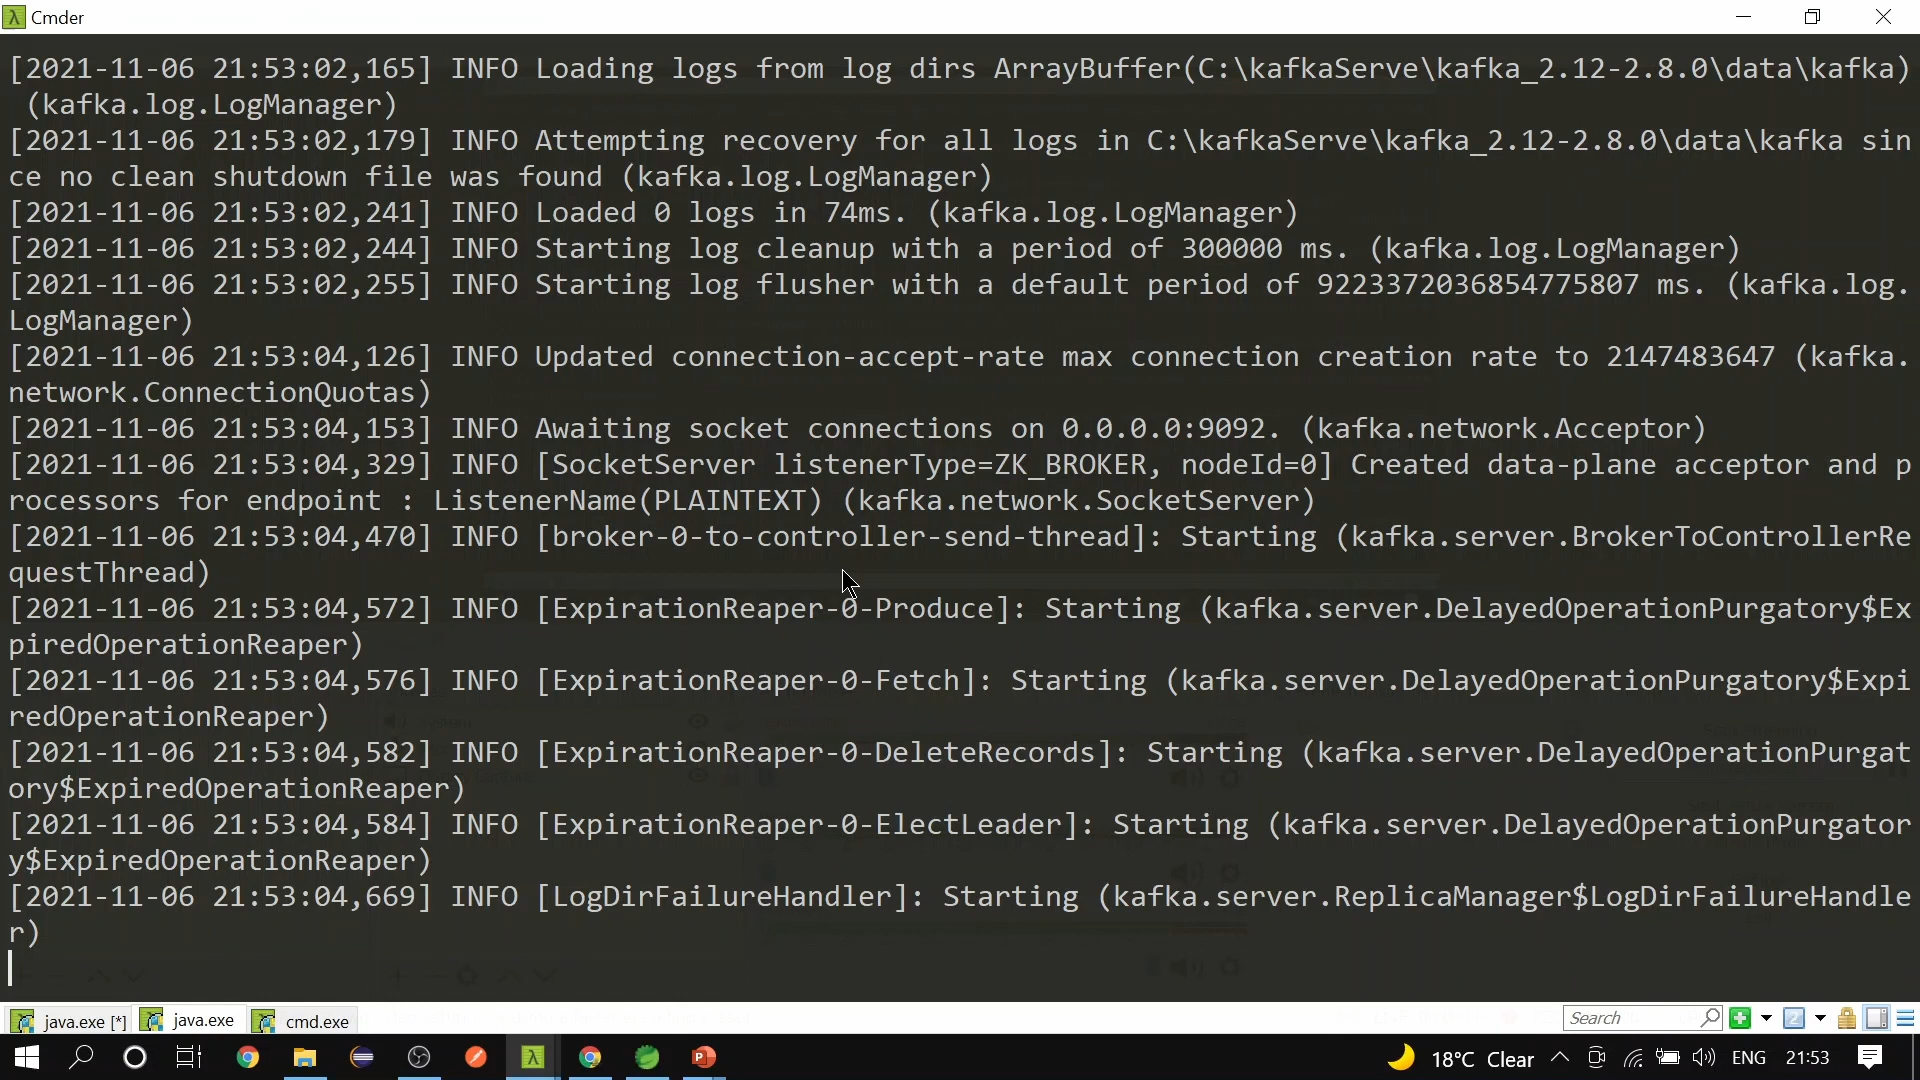 Cmder
[2021-11-06 21:53:02,165] INFO Loading logs from log dirs ArrayBuffer(C:\kafkaServe\kafka_2.12-2.8.0\data\kafka)
(kafka.log.LogManager)
[2021-11-06 21:53:02,179] INFO Attempting recovery for all logs in C:\kafkaServe\kafka_2.12-2.8.0\data\kafka sin
ce no clean shutdown file was found (kafka.log.LogManager)
[2021-11-06 21:53:02,241] INFO Loaded 0 logs in 74ms. (kafka.log.LogManager)
[2021-11-06 21:53:02,244] INFO Starting log cleanup with a period of 300000 ms. (kafka.log.LogManager)
[2021-11-06 21:53:02,255] INFO Starting log flusher with a default period of 9223372036854775807 ms. (kafka.log.
LogManager)
[2021-11-06 21:53:04,126] INFO Updated connection-accept-rate max connection creation rate to 2147483647 (kafka.
network.ConnectionQuotas)
[2021-11-06 21:53:04,153] INFO Awaiting socket connections on 0.0.0.0:9092. (kafka.network.Acceptor)
[2021-11-06 21:53:04,329] INFO [SocketServer listenerType=ZK_BROKER, nodeId=0] Created data-plane acceptor and p
rocessors for endpoint : ListenerName(PLAINTEXT) (kafka.network.SocketServer)
[2021-11-06 21:53:04,470] INFO [broker-0-to-controller-send-thread]: Starting (kafka.server.BrokerToControllerRe
questThread)
[2021-11-06 21:53:04,572] INFO [ExpirationReaper-0-Produce]: Starting (kafka.server.DelayedOperationPurgatory$Ex
piredOperationReaper)
[2021-11-06 21:53:04,576] INFO [ExpirationReaper-0-Fetch]: Starting (kafka.server.DelayedOperationPurgatory$Expi
redOperationReaper)
[2021-11-06 21:53:04,582] INFO [ExpirationReaper-0-DeleteRecords]: Starting (kafka.server.DelayedOperationPurgat
ory$ExpiredOperationReaper)
[2021-11-06 21:53:04,584] INFO [ExpirationReaper-0-ElectLeader]: Starting (kafka.server.DelayedOperationPurgator
y$ExpiredOperationReaper)
[2021-11-06 21:53:04,669] INFO [LogDirFailureHandler]: Starting (kafka.server.ReplicaManager$LogDirFailureHandle
r)
java.exe [*] java.exe cmd.exe Search
18°C Clear ENG 21:53